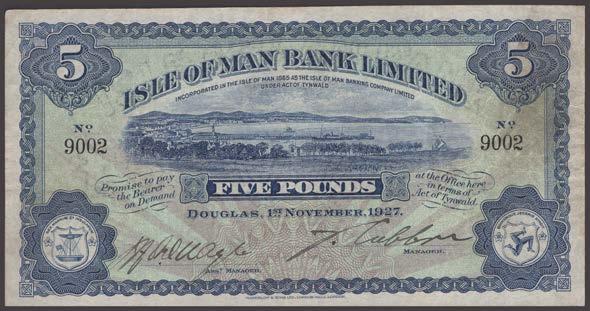 5
5
ISLE OF MAN BANK LIMITED
INCORPORATED IN THE ISLE OF MAN 1865 AS THE ISLE OF MAN BANKING COMPANY LIMITED
UNDER ACT OF TYNWALD
No 9002
No 9002
Promise to pay
the Bearer
on Demand
FIVE POUNDS
at the Office here
in terms of
Act of Tynwald.
DOUGLAS, 1st NOVEMBER, 1927.
ASST MANAGER.
MANAGER.